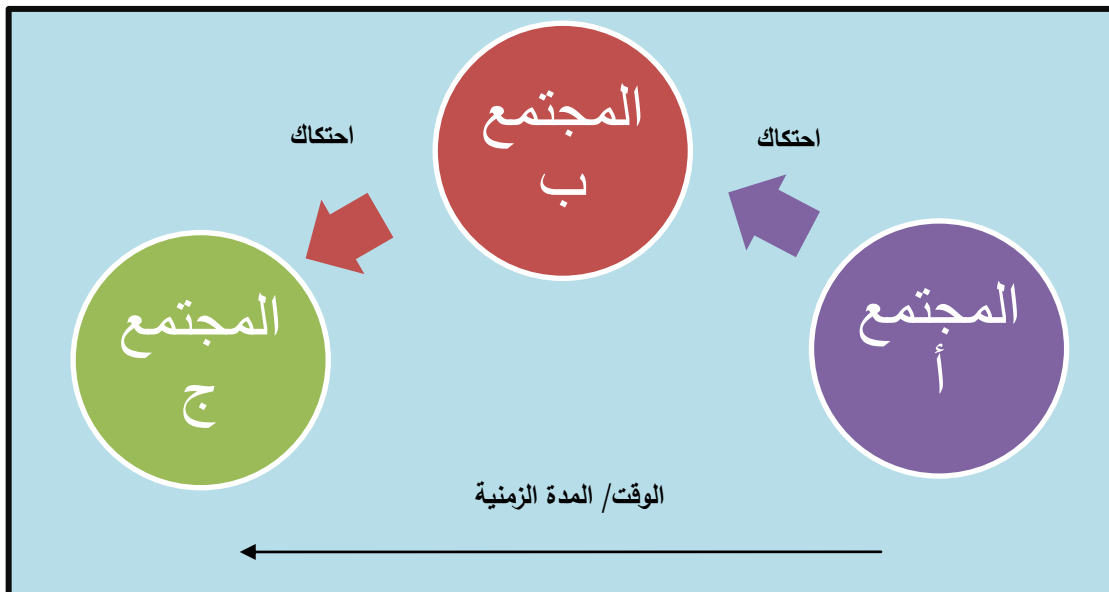 المجتمع
أ
احتكاك
المجتمع
ب
احتكاك
المجتمع
ج
الوقت/ المدة الزمنية